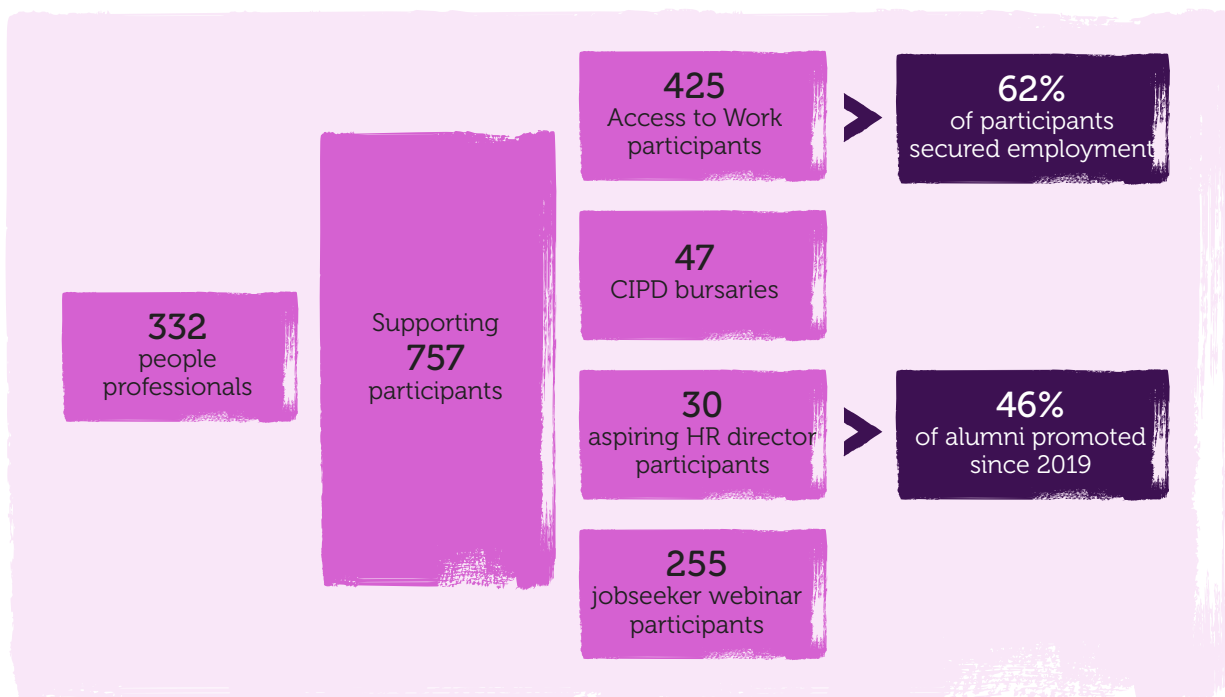 332
people
professionals
Supporting
757
participants
425
Access to Work
participants
62%
of participants
secured employment
47
CIPD bursaries
30
aspiring HR director
participants
46%
of alumni promoted
since 2019
255
jobseeker webinar
participants